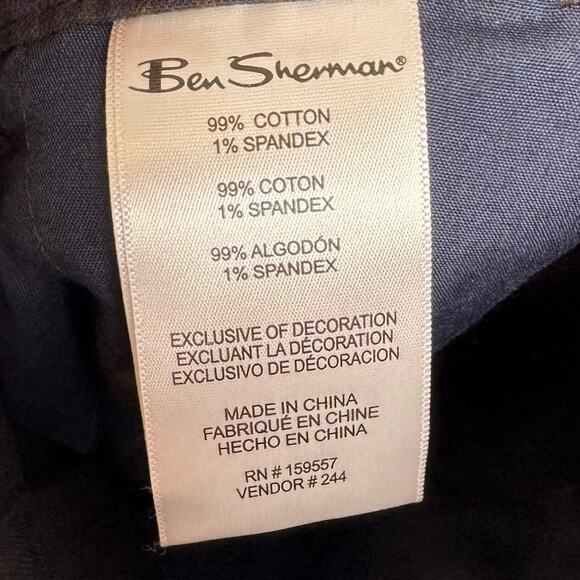 Ben Sherman®
99% COTTON
1% SPANDEX
99% COTON
1% SPANDEX
99% ALGODÓN
1% SPANDEX
EXCLUSIVE OF DECORATION
EXCLUANT LA DÉCORATION
EXCLUSIVO DE DÉCORACION
MADE IN CHINA
FABRIQUÉ EN CHINE
HECHO EN CHINA
RN # 159557
VENDOR # 244